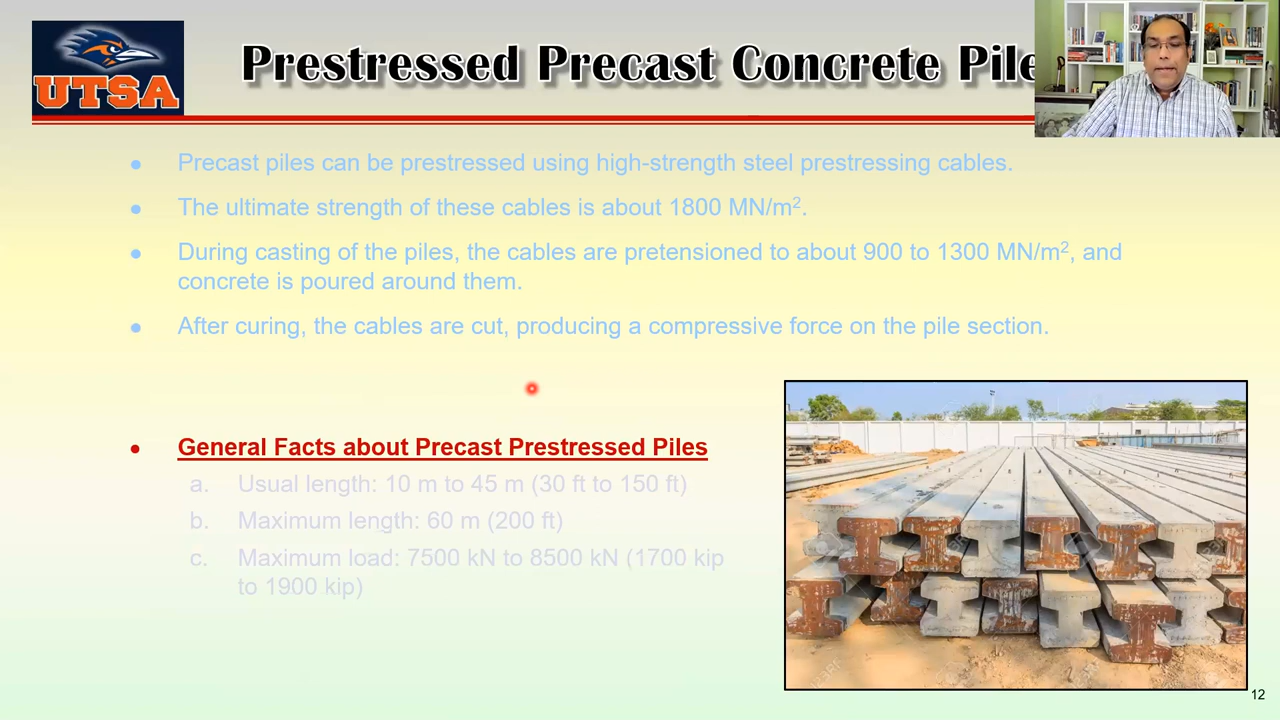 UTSA
Prestressed Precast Concrete Pile
• Precast piles can be prestressed using high-strength steel prestressing cables.
• The ultimate strength of these cables is about 1800 MN/m².
• During casting of the piles, the cables are pretensioned to about 900 to 1300 MN/m², and
concrete is poured around them.
• After curing, the cables are cut, producing a compressive force on the pile section.
• General Facts about Precast Prestressed Piles
a. Usual length: 10 m to 45 m (30 ft to 150 ft)
b. Maximum length: 60 m (200 ft)
c. Maximum load: 7500 kN to 8500 kN (1700 kip
to 1900 kip)
12